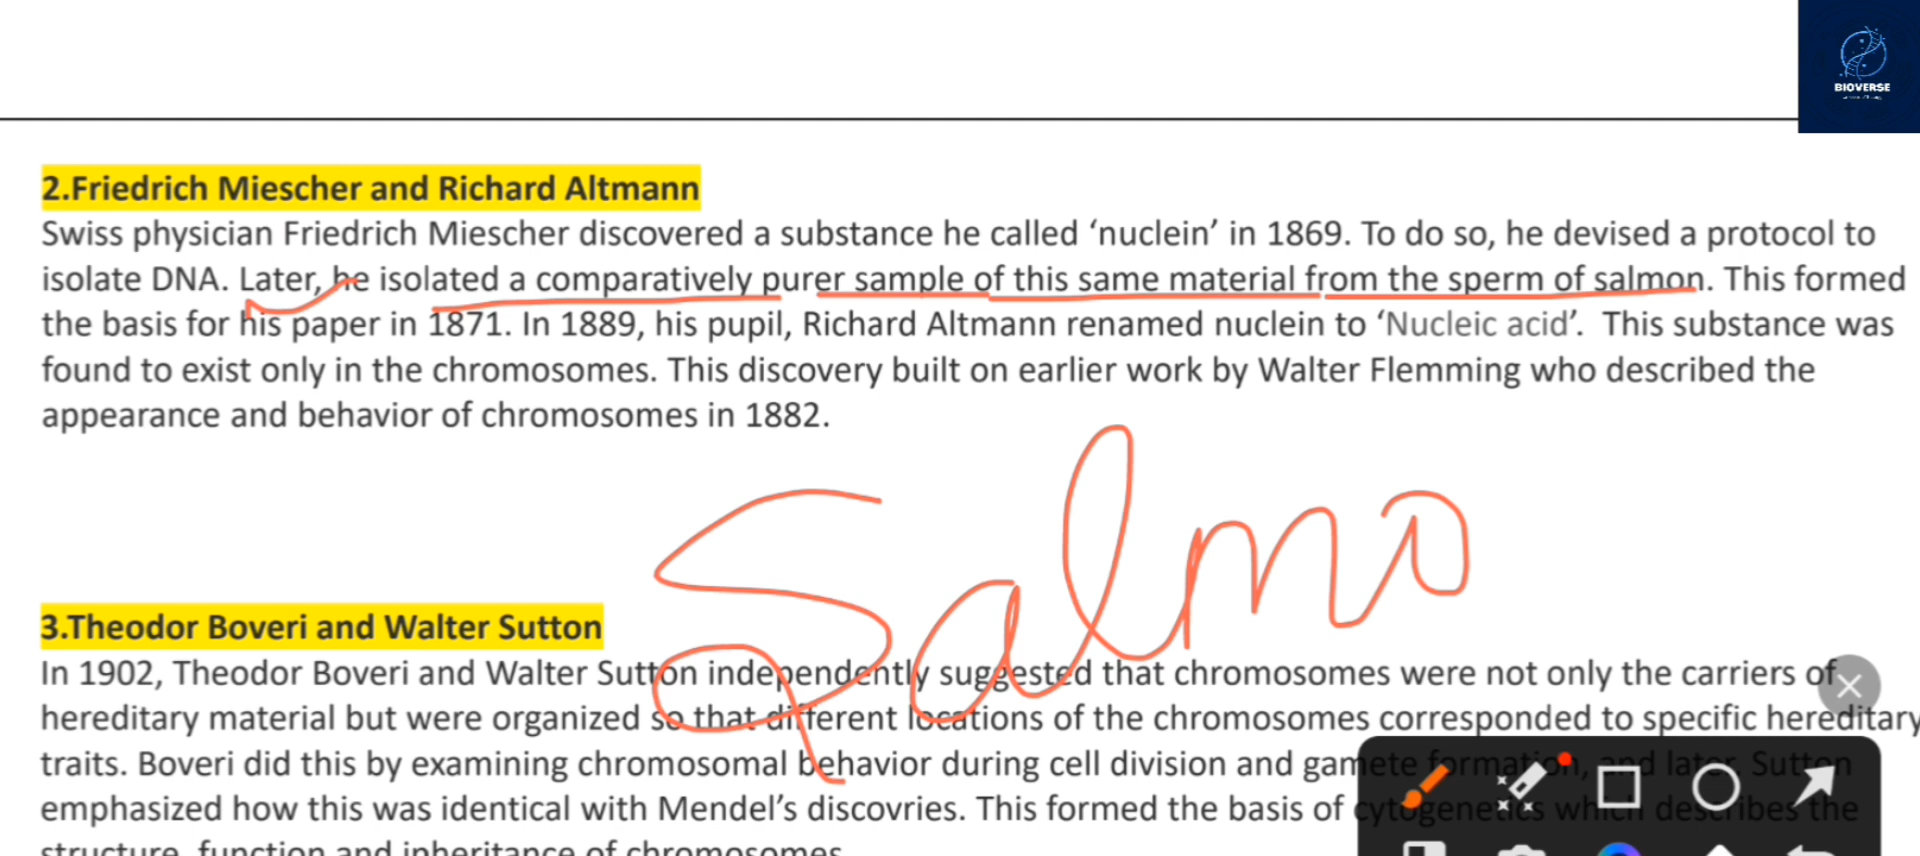 BIOVERSE
2.Friedrich Miescher and Richard Altmann
Swiss physician Friedrich Miescher discovered a substance he called ‘nuclein’ in 1869. To do so, he devised a protocol to
isolate DNA. Later, he isolated a comparatively purer sample of this same material from the sperm of salmon. This formed
the basis for his paper in 1871. In 1889, his pupil, Richard Altmann renamed nuclein to ‘Nucleic acid’. This substance was
found to exist only in the chromosomes. This discovery built on earlier work by Walter Flemming who described the
appearance and behavior of chromosomes in 1882.
Salmo
3.Theodor Boveri and Walter Sutton
In 1902, Theodor Boveri and Walter Sutton independently suggested that chromosomes were not only the carriers of
hereditary material but were organized so that different locations of the chromosomes corresponded to specific hereditary
traits. Boveri did this by examining chromosomal behavior during cell division and gamete formation, and later, Sutton
emphasized how this was identical with Mendel’s discovries. This formed the basis of cytogenetics which describes the
structure, function and inheritance of chromosomes.